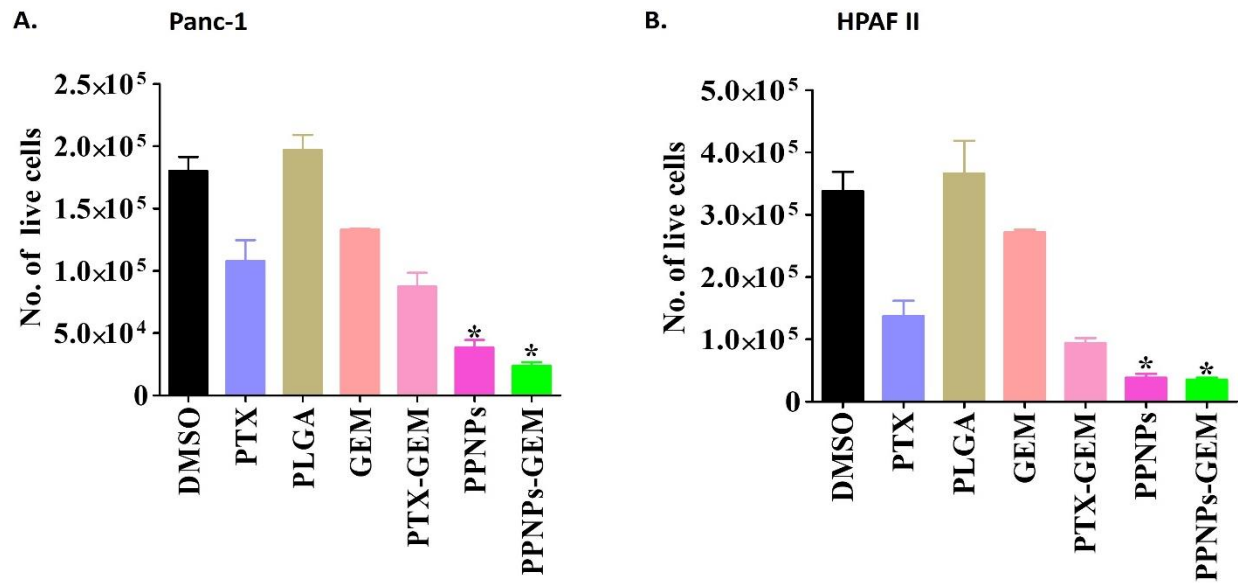 A. Panc-1
No. of live cells
2.5×10⁵
2.0×10⁵
1.5×10⁵
1.0×10⁵
5.0×10⁴
0
*
*
DMSO
PTX
PLGA
GEM
PTX-GEM
PPNPs
PPNPs-GEM
B. HPAF II
No. of live cells
5.0×10⁵
4.0×10⁵
3.0×10⁵
2.0×10⁵
1.0×10⁵
0
*
*
DMSO
PTX
PLGA
GEM
PTX-GEM
PPNPs
PPNPs-GEM